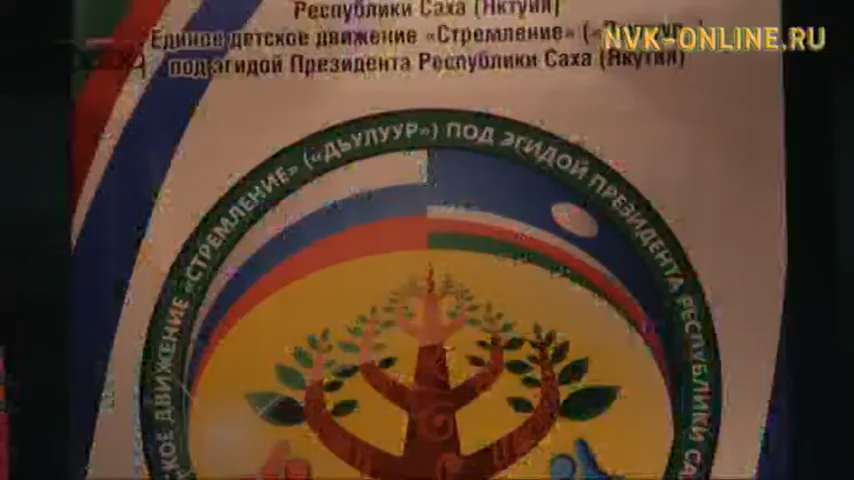 Республики Саха (Якутия)
Единое детское движение «Стремление»
NVK-ONLINE.RU
под эгидой Президента Республики Саха (Якутия)
ДВИЖЕНИЕ «СТРЕМЛЕНИЕ» («ДЬУЛУУР») ПОД ЭГИДОЙ ПРЕЗИДЕНТА РЕСПУБЛИКИ